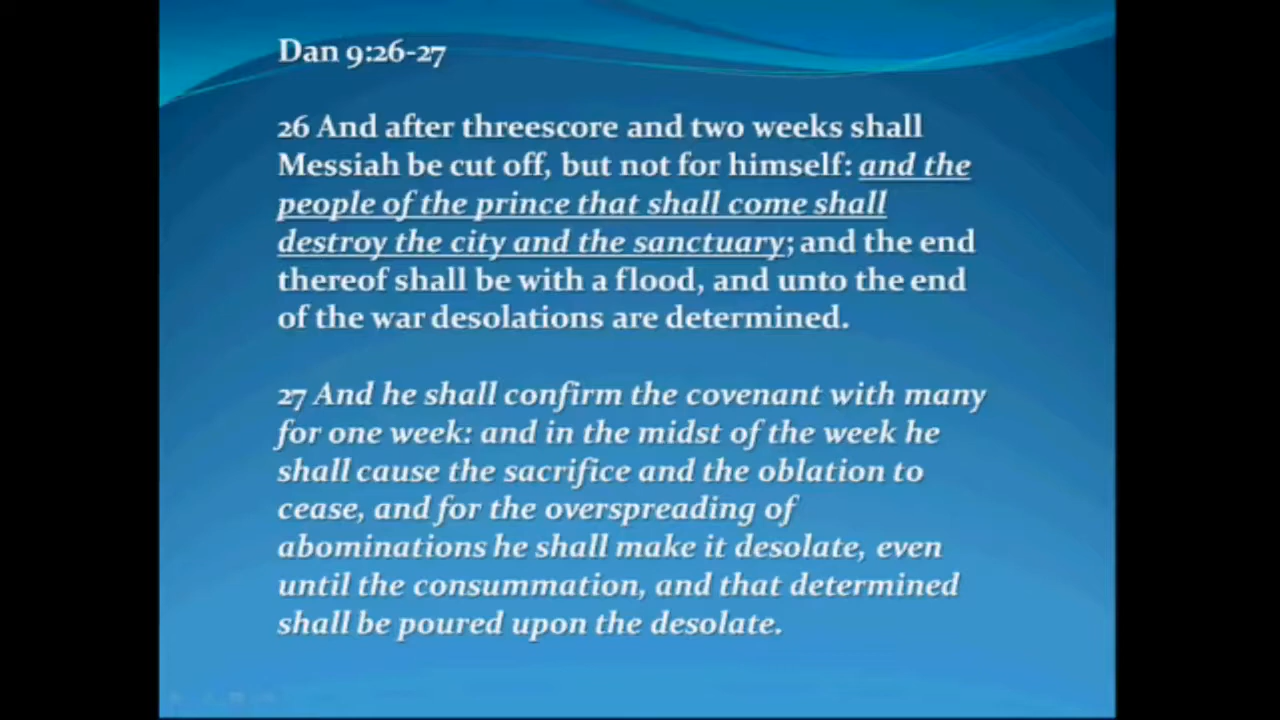 Dan 9:26-27
26 And after threescore and two weeks shall
Messiah be cut off, but not for himself: and the
people of the prince that shall come shall
destroy the city and the sanctuary; and the end
thereof shall be with a flood, and unto the end
of the war desolations are determined.
27 And he shall confirm the covenant with many
for one week: and in the midst of the week he
shall cause the sacrifice and the oblation to
cease, and for the overspreading of
abominations he shall make it desolate, even
until the consummation, and that determined
shall be poured upon the desolate.